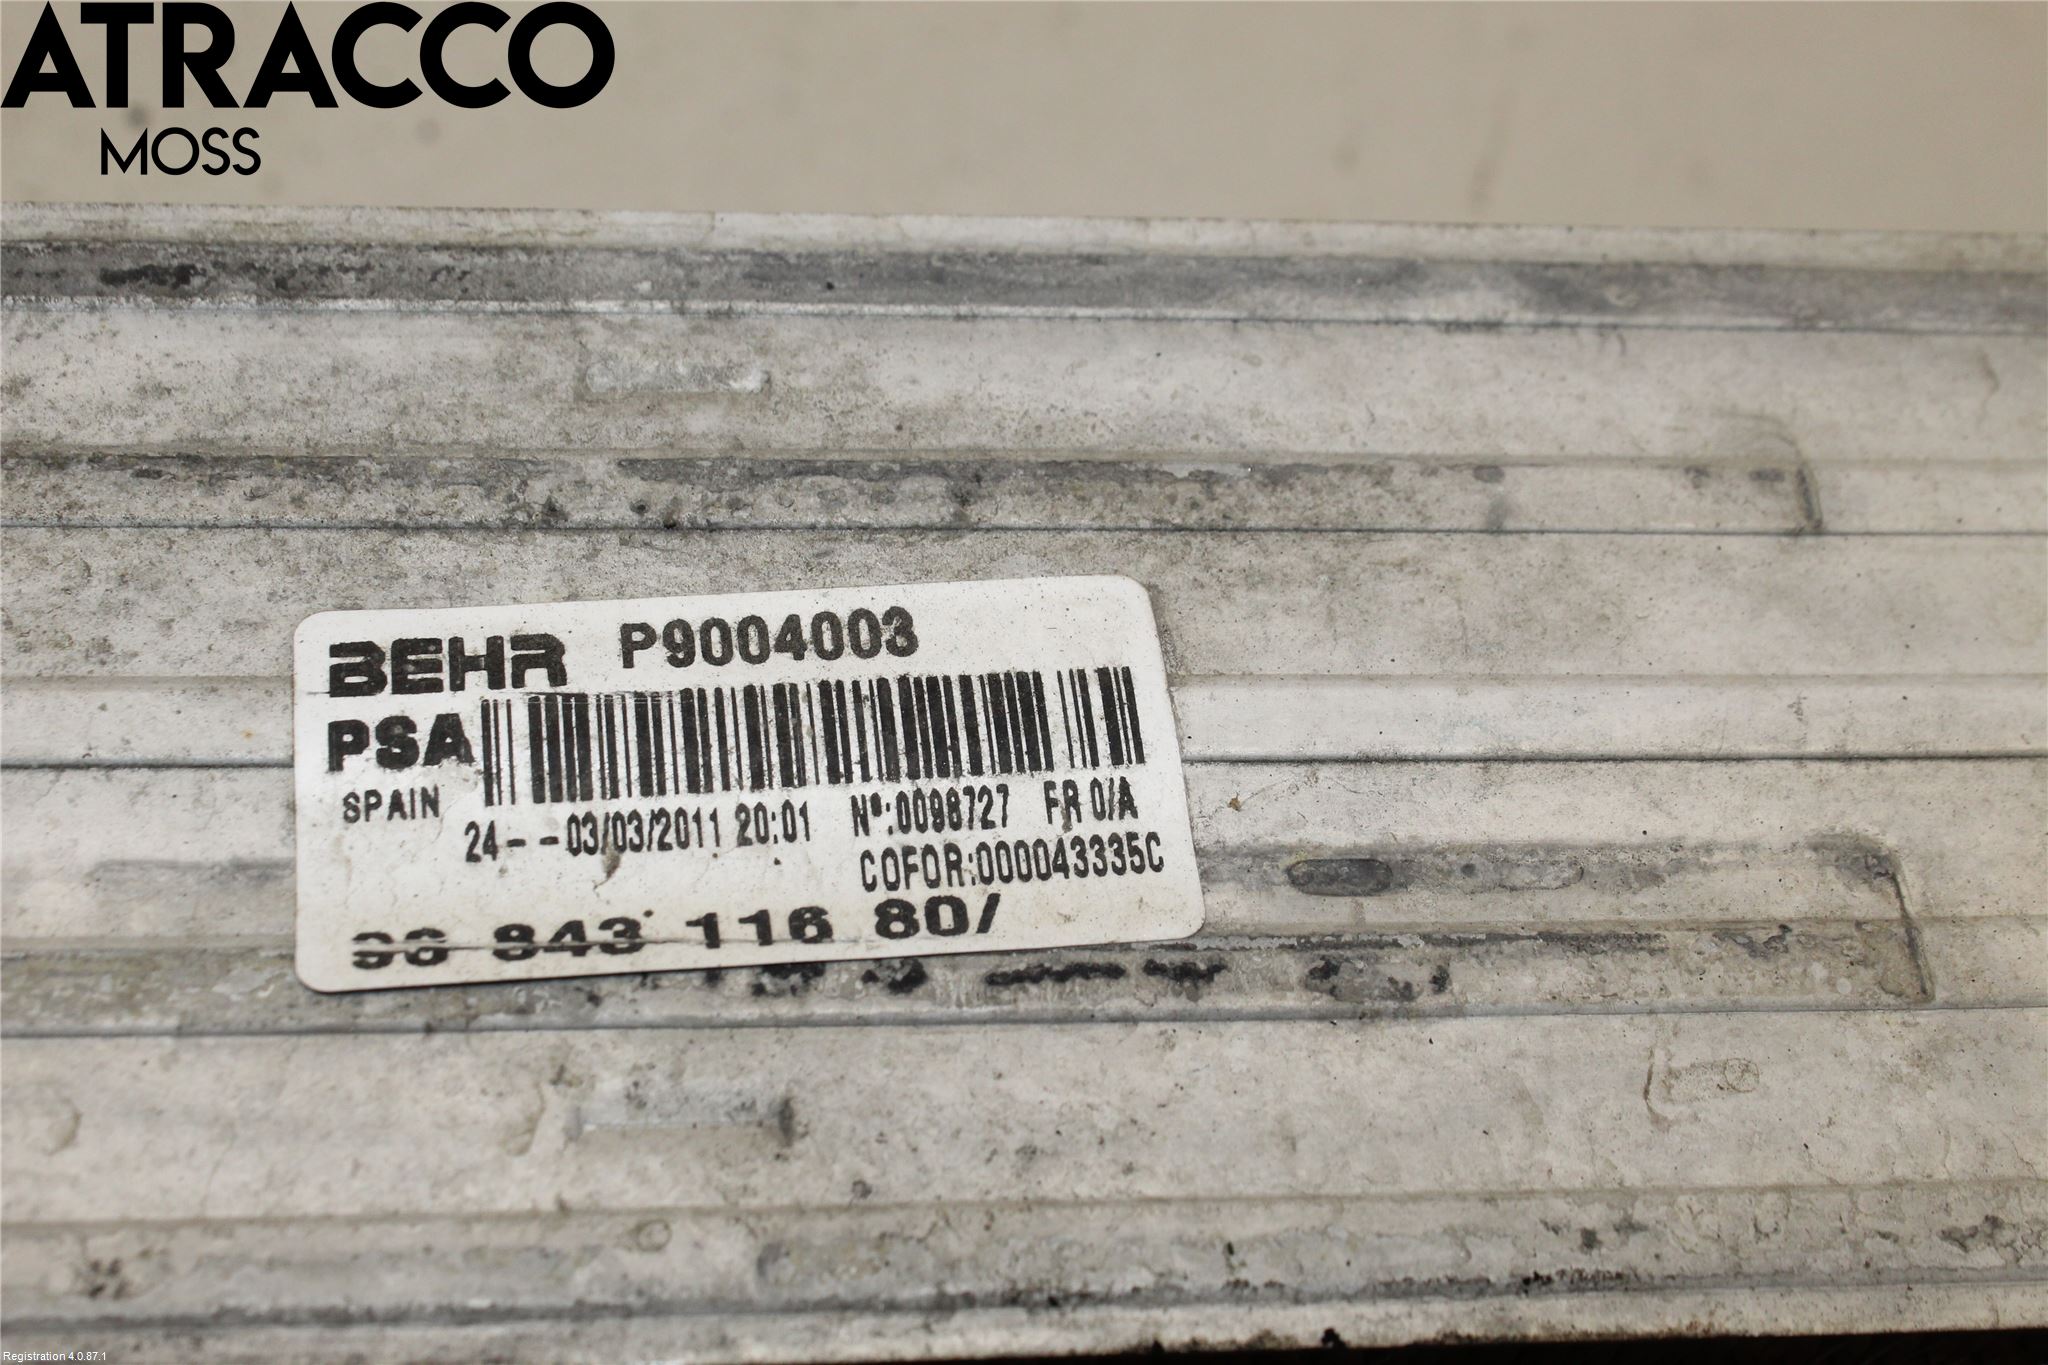 ATRACCO
MOSS
BEHR P9004003
PSA
SPAIN
24- -03/03/2011 20:01 Nº:0098727 FR 0/A
COFOR:000043335C
843 116 80/
Registration 4.0.87.1